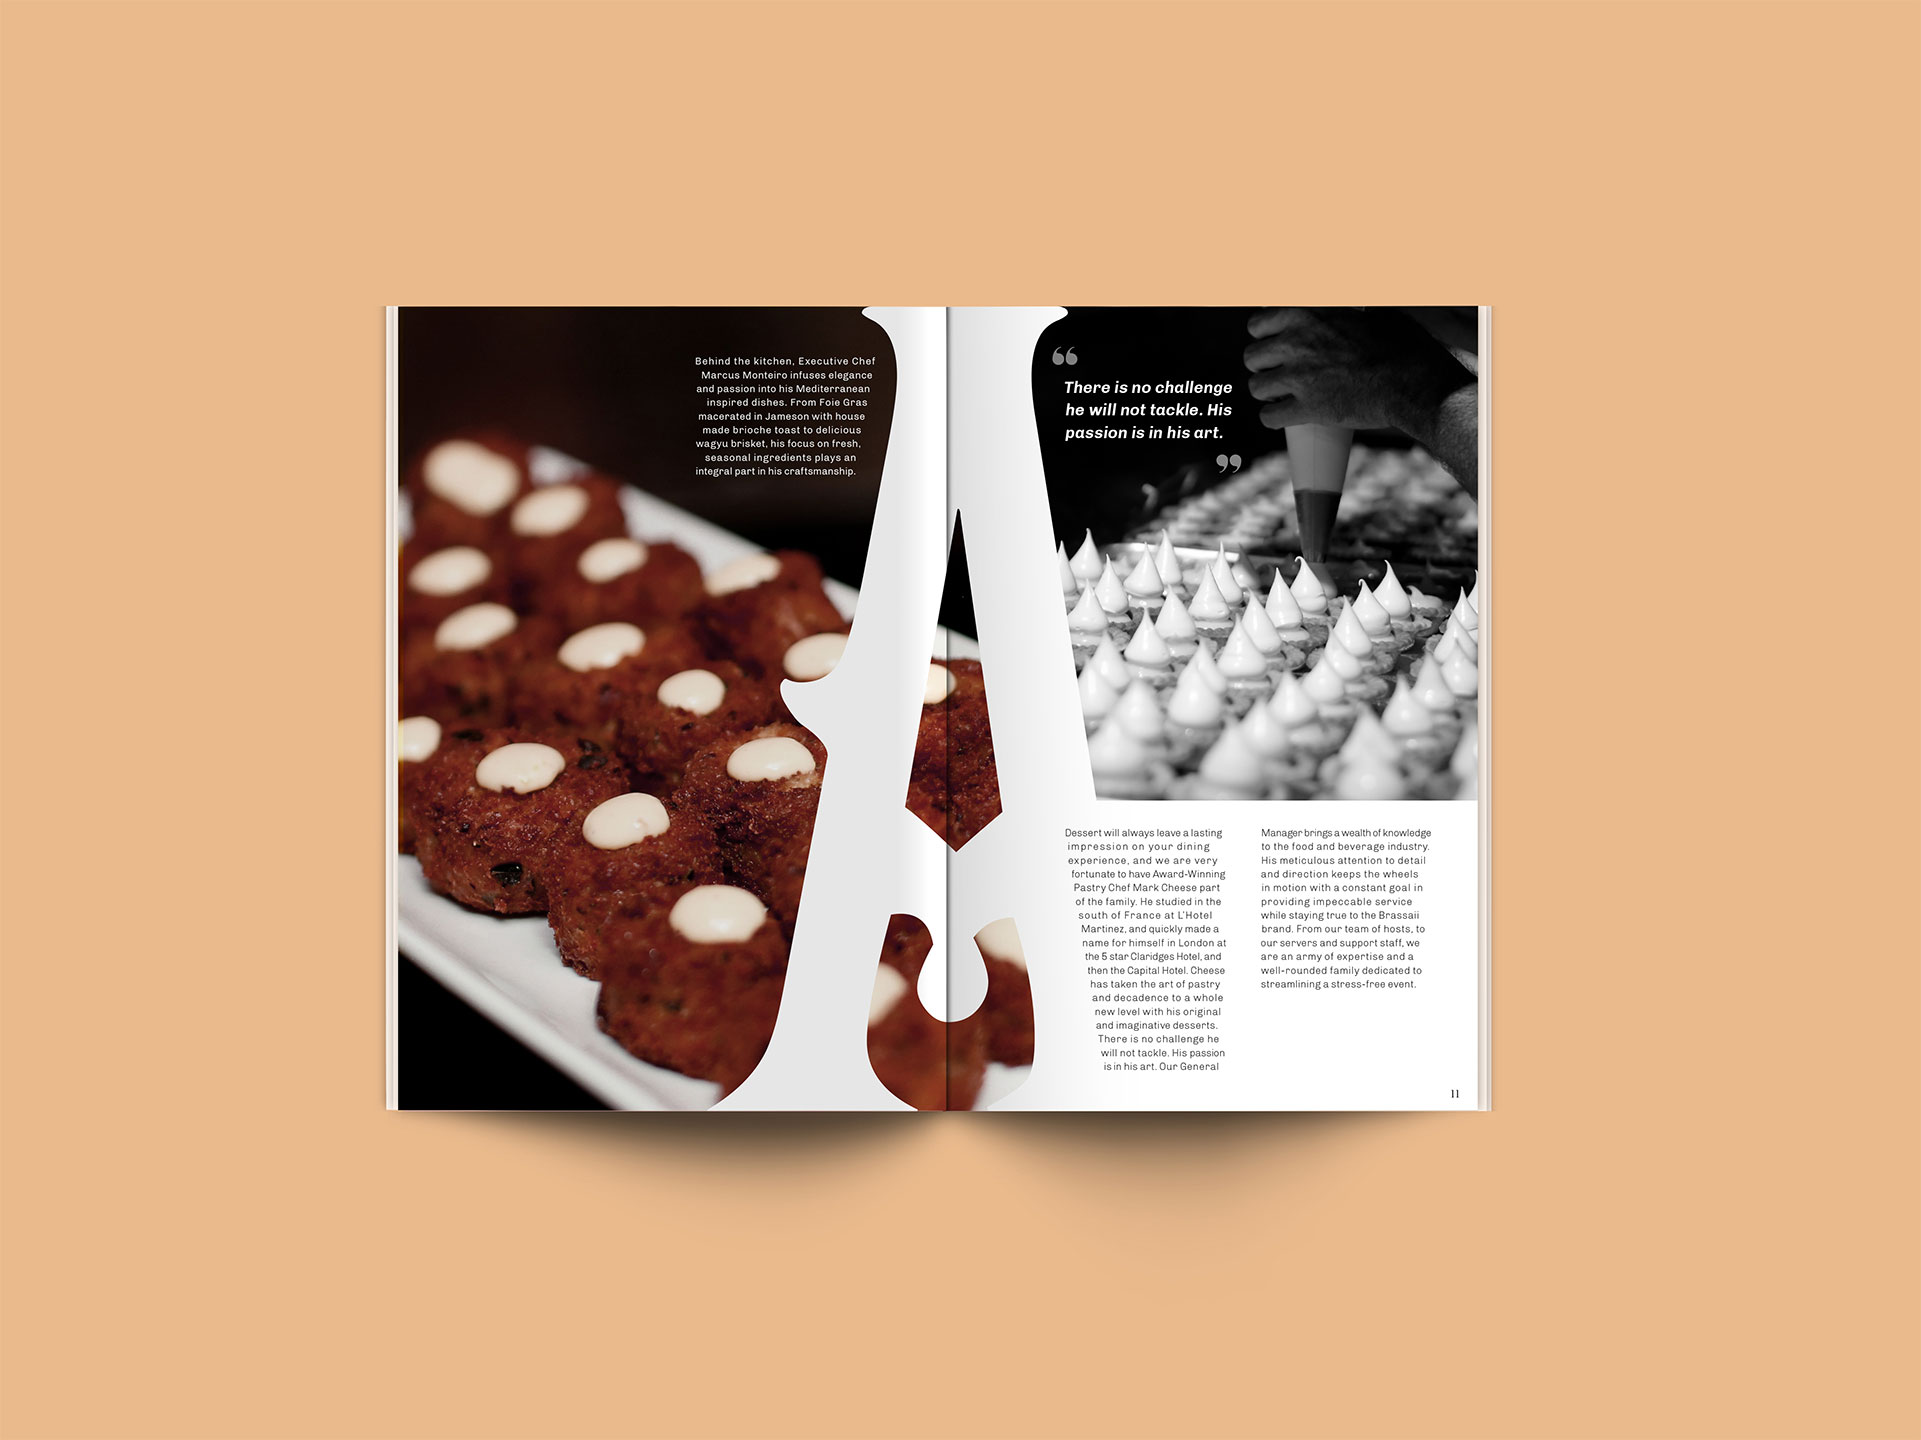 Behind the kitchen, Executive Chef
Marcus Monteiro infuses elegance
and passion into his Mediterranean
inspired dishes. From Foie Gras
macerated in Jameson with house
made brioche toast to delicious
wagyu brisket, his focus on fresh,
seasonal ingredients plays an
integral part in his craftsmanship.
A
“
There is no challenge
he will not tackle. His
passion is in his art.
”
Dessert will always leave a lasting
impression on your dining
experience, and we are very
fortunate to have Award-Winning
Pastry Chef Mark Cheese part
of the family. He studied in the
south of France at L'Hotel
Martinez, and quickly made a
name for himself in London at
the 5 star Claridges Hotel, and
then the Capital Hotel. Cheese
has taken the art of pastry
and decadence to a whole
new level with his original
and imaginative desserts.
There is no challenge he
will not tackle. His passion
is in his art. Our General
Manager brings a wealth of knowledge
to the food and beverage industry.
His meticulous attention to detail
and direction keeps the wheels
in motion with a constant goal in
providing impeccable service
while staying true to the Brassaii
brand. From our team of hosts, to
our servers and support staff, we
are an army of expertise and a
well-rounded family dedicated to
streamlining a stress-free event.
11